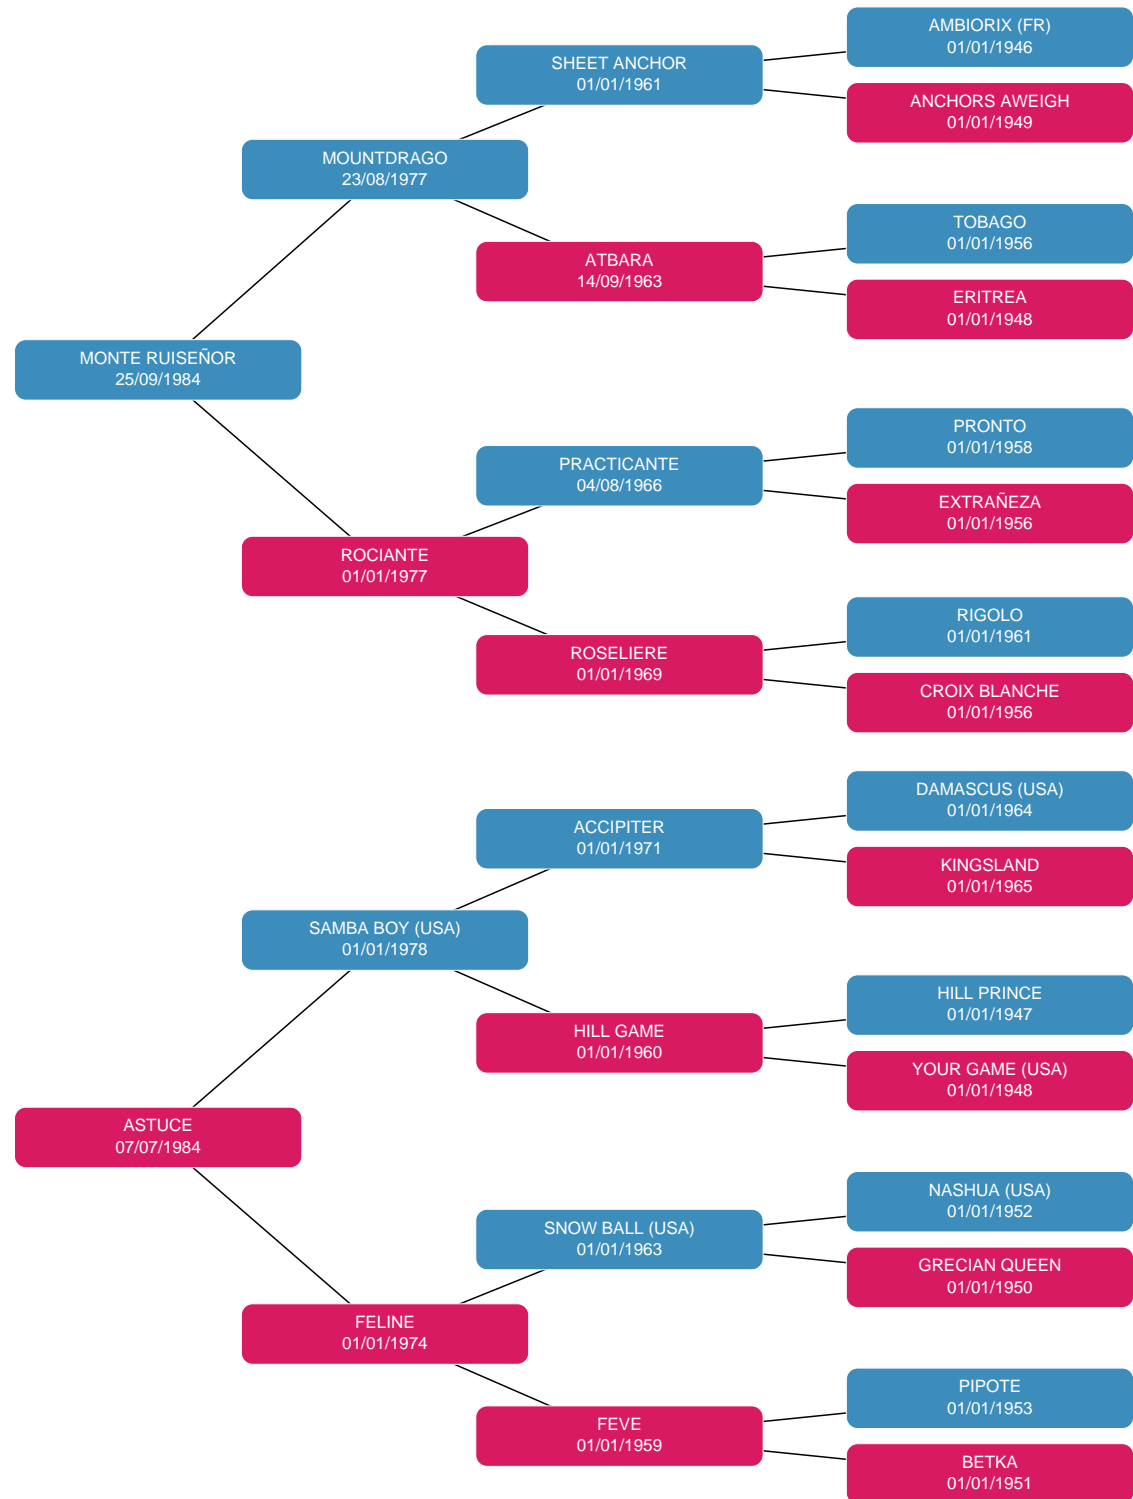 AMBIORIX (FR)
01/01/1946
SHEET ANCHOR
01/01/1961
ANCHORS AWEIGH
01/01/1949
MOUNTDRAGO
23/08/1977
TOBAGO
01/01/1956
ATBARA
14/09/1963
ERITREA
01/01/1948
MONTE RUISEÑOR
25/09/1984
PRONTO
01/01/1958
PRACTICANTE
04/08/1966
EXTRAÑEZA
01/01/1956
ROCIANTE
01/01/1977
RIGOLO
01/01/1961
ROSELIERE
01/01/1969
CROIX BLANCHE
01/01/1956
DAMASCUS (USA)
01/01/1964
ACCIPITER
01/01/1971
KINGSLAND
01/01/1965
SAMBA BOY (USA)
01/01/1978
HILL PRINCE
01/01/1947
HILL GAME
01/01/1960
YOUR GAME (USA)
01/01/1948
ASTUCE
07/07/1984
NASHUA (USA)
01/01/1952
SNOW BALL (USA)
01/01/1963
GRECIAN QUEEN
01/01/1950
FELINE
01/01/1974
PIPOTE
01/01/1953
FEVE
01/01/1959
BETKA
01/01/1951